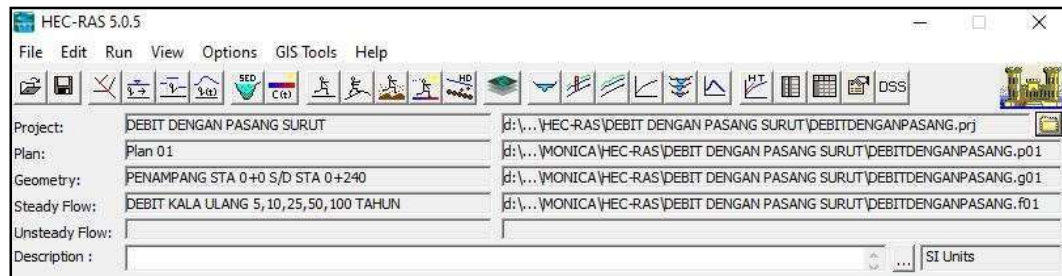 HEC-RAS 5.0.5
File Edit Run View Options GIS Tools Help
SED C(t) HD HT DSS
Project: DEBIT DENGAN PASANG SURUT d:\...\HEC-RAS\DEBIT DENGAN PASANG SURUT\DEBITDENGANPASANG.prj
Plan: Plan 01 d:\...\MONICA\HEC-RAS\DEBIT DENGAN PASANG SURUT\DEBITDENGANPASANG.p01
Geometry: PENAMPANG STA 0+0 S/D STA 0+240 d:\...\MONICA\HEC-RAS\DEBIT DENGAN PASANG SURUT\DEBITDENGANPASANG.g01
Steady Flow: DEBIT KALA ULANG 5,10,25,50,100 TAHUN d:\...\MONICA\HEC-RAS\DEBIT DENGAN PASANG SURUT\DEBITDENGANPASANG.f01
Unsteady Flow:
Description : ... SI Units